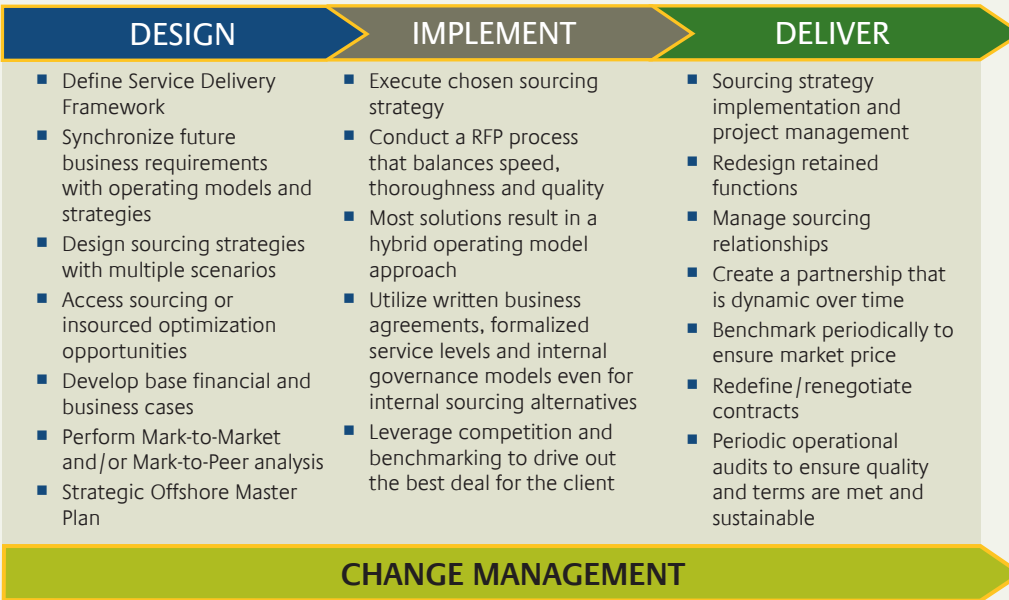 DESIGN
■ Define Service Delivery
Framework
■ Synchronize future
business requirements
with operating models and
strategies
■ Design sourcing strategies
with multiple scenarios
■ Access sourcing or
insourced optimization
opportunities
■ Develop base financial and
business cases
■ Perform Mark-to-Market
and/or Mark-to-Peer analysis
■ Strategic Offshore Master
Plan
IMPLEMENT
■ Execute chosen sourcing
strategy
■ Conduct a RFP process
that balances speed,
thoroughness and quality
■ Most solutions result in a
hybrid operating model
approach
■ Utilize written business
agreements, formalized
service levels and internal
governance models even for
internal sourcing alternatives
■ Leverage competition and
benchmarking to drive out
the best deal for the client
DELIVER
■ Sourcing strategy
implementation and
project management
■ Redesign retained
functions
■ Manage sourcing
relationships
■ Create a partnership that
is dynamic over time
■ Benchmark periodically to
ensure market price
■ Redefine/renegotiate
contracts
■ Periodic operational
audits to ensure quality
and terms are met and
sustainable
CHANGE MANAGEMENT